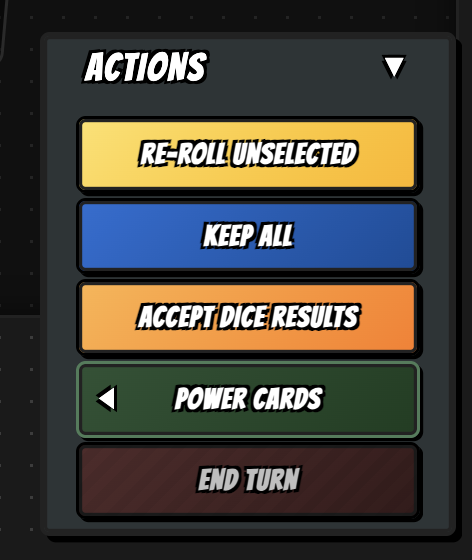 ACTIONS
RE-ROLL UNSELECTED
KEEP ALL
ACCEPT DICE RESULTS
POWER CARDS
END TURN